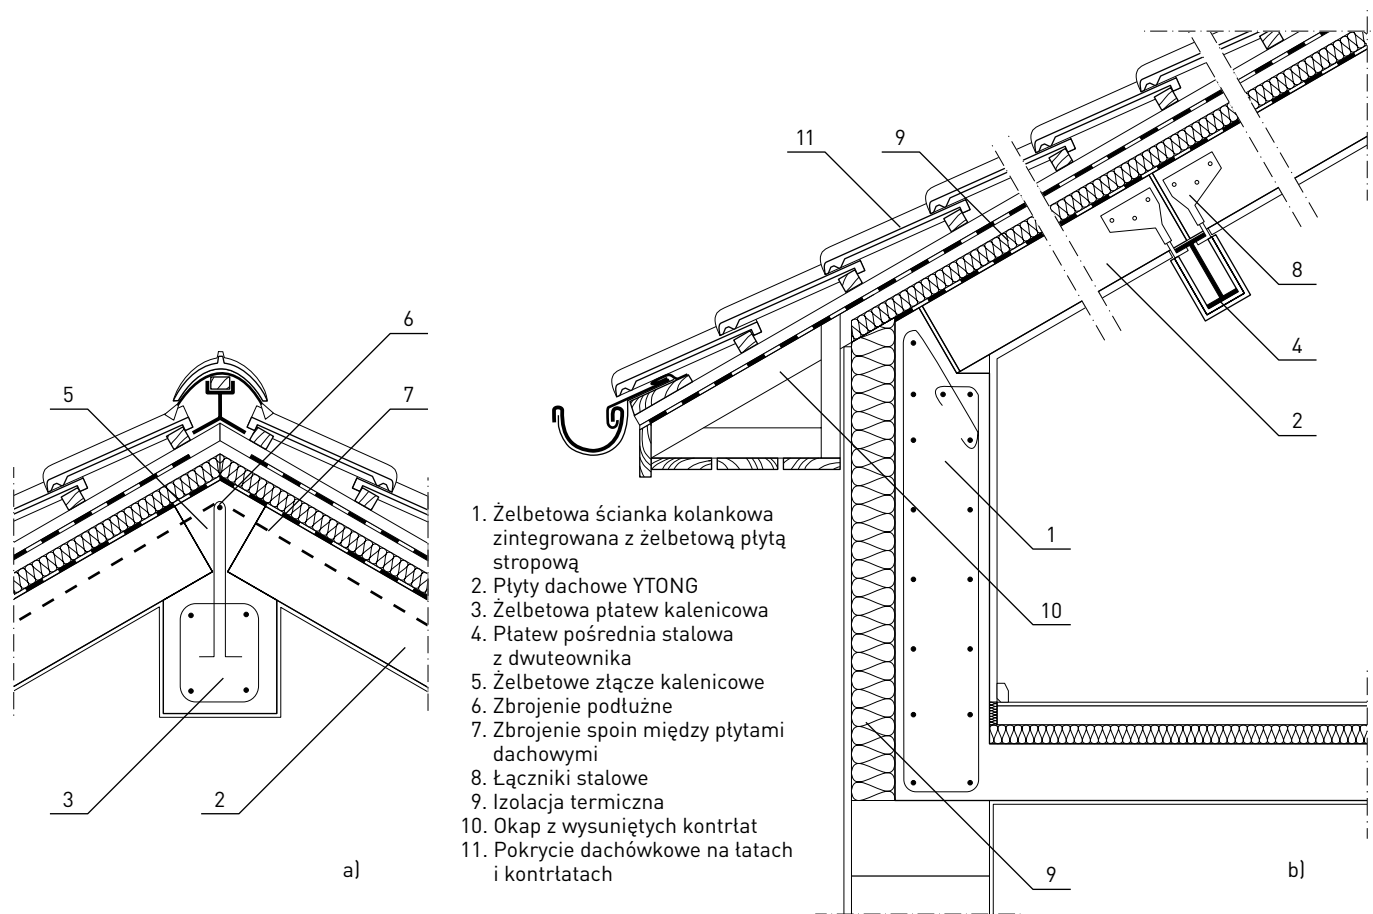 11
9
8
4
2
6
5
7
1. Żelbetowa ścianka kolankowa
zintegrowana z żelbetową płytą
stropową
2. Płyty dachowe YTONG
3. Żelbetowa płatew kalenicowa
4. Płatew pośrednia stalowa
z dwuteownika
5. Żelbetowe złącze kalenicowe
6. Zbrojenie podłużne
7. Zbrojenie spoin między płytami
dachowymi
8. Łączniki stalowe
9. Izolacja termiczna
10. Okap z wysuniętych kontrłat
11. Pokrycie dachówkowe na łatach
i kontrłatach
1
10
3
2
a)
9
b)